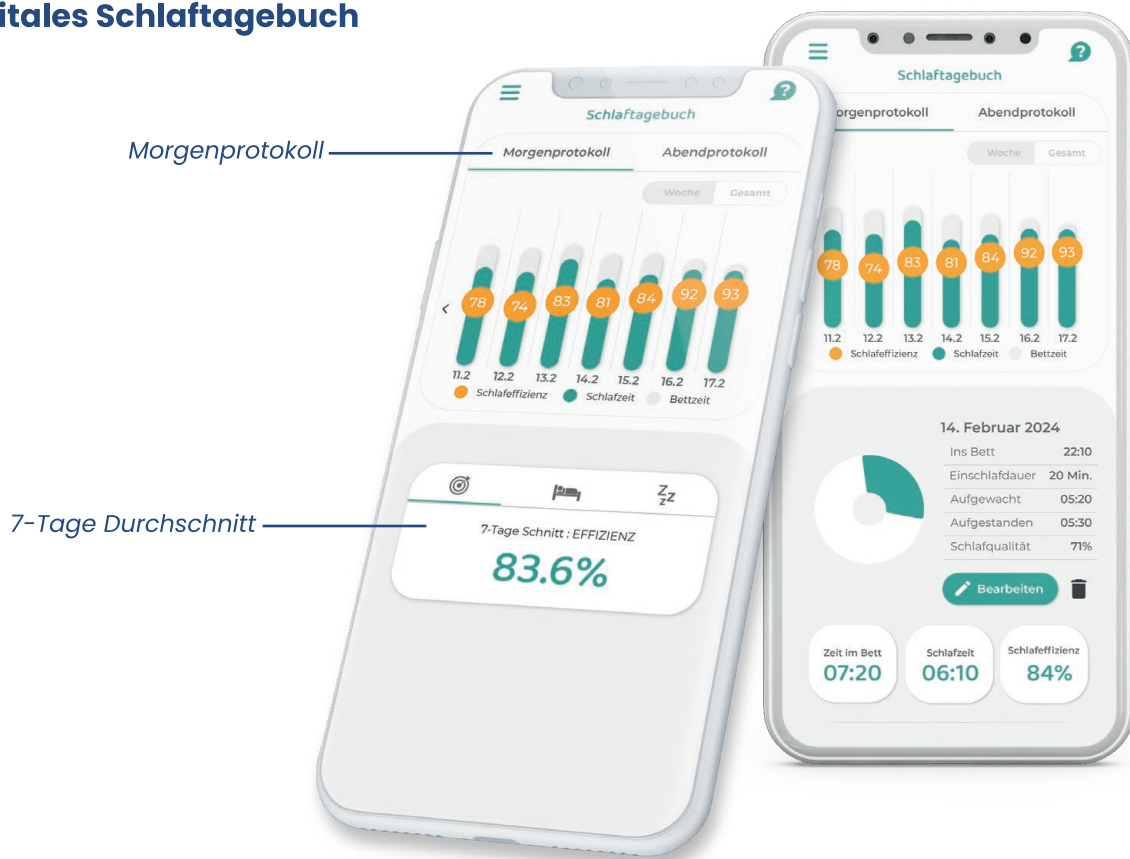 itales Schlaftagebuch
Morgenprotokoll
7-Tage Durchschnitt
Schlaftagebuch
Morgenprotokoll Abendprotokoll
Woche Gesamt
78 74 83 81 84 92 93
11.2 12.2 13.2 14.2 15.2 16.2 17.2
Schlafeffizienz Schlafzeit Bettzeit
Zzz
7-Tage Schnitt : EFFIZIENZ
83.6%
?
Schlaftagebuch
orgenprotokoll Abendprotokoll
Woche Gesamt
78 74 83 81 84 92 93
11.2 12.2 13.2 14.2 15.2 16.2 17.2
Schlafeffizienz Schlafzeit Bettzeit
14. Februar 2024
Ins Bett 22:10
Einschlafdauer 20 Min.
Aufgewacht 05:20
Aufgestanden 05:30
Schlafqualität 71%
Bearbeiten
Zeit im Bett Schlafzeit Schlafeffizienz
07:20 06:10 84%
?